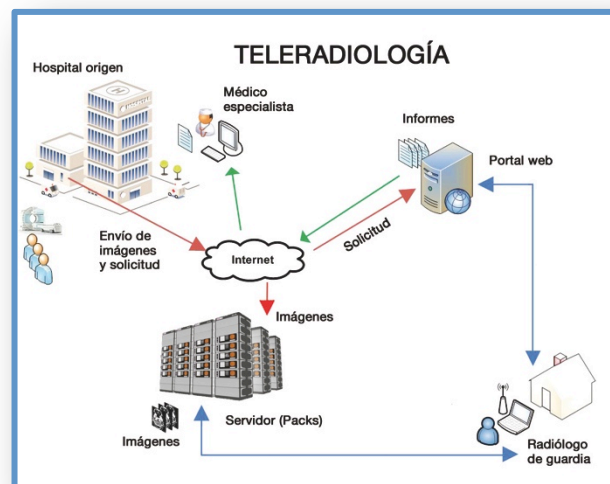 TELERADIOLOGÍA
Hospital origen
Médico
especialista
Informes
Portal web
Envío de
imágenes
y solicitud
Internet
Solicitud
Imágenes
Servidor (Packs)
Imágenes
Radiólogo
de guardia